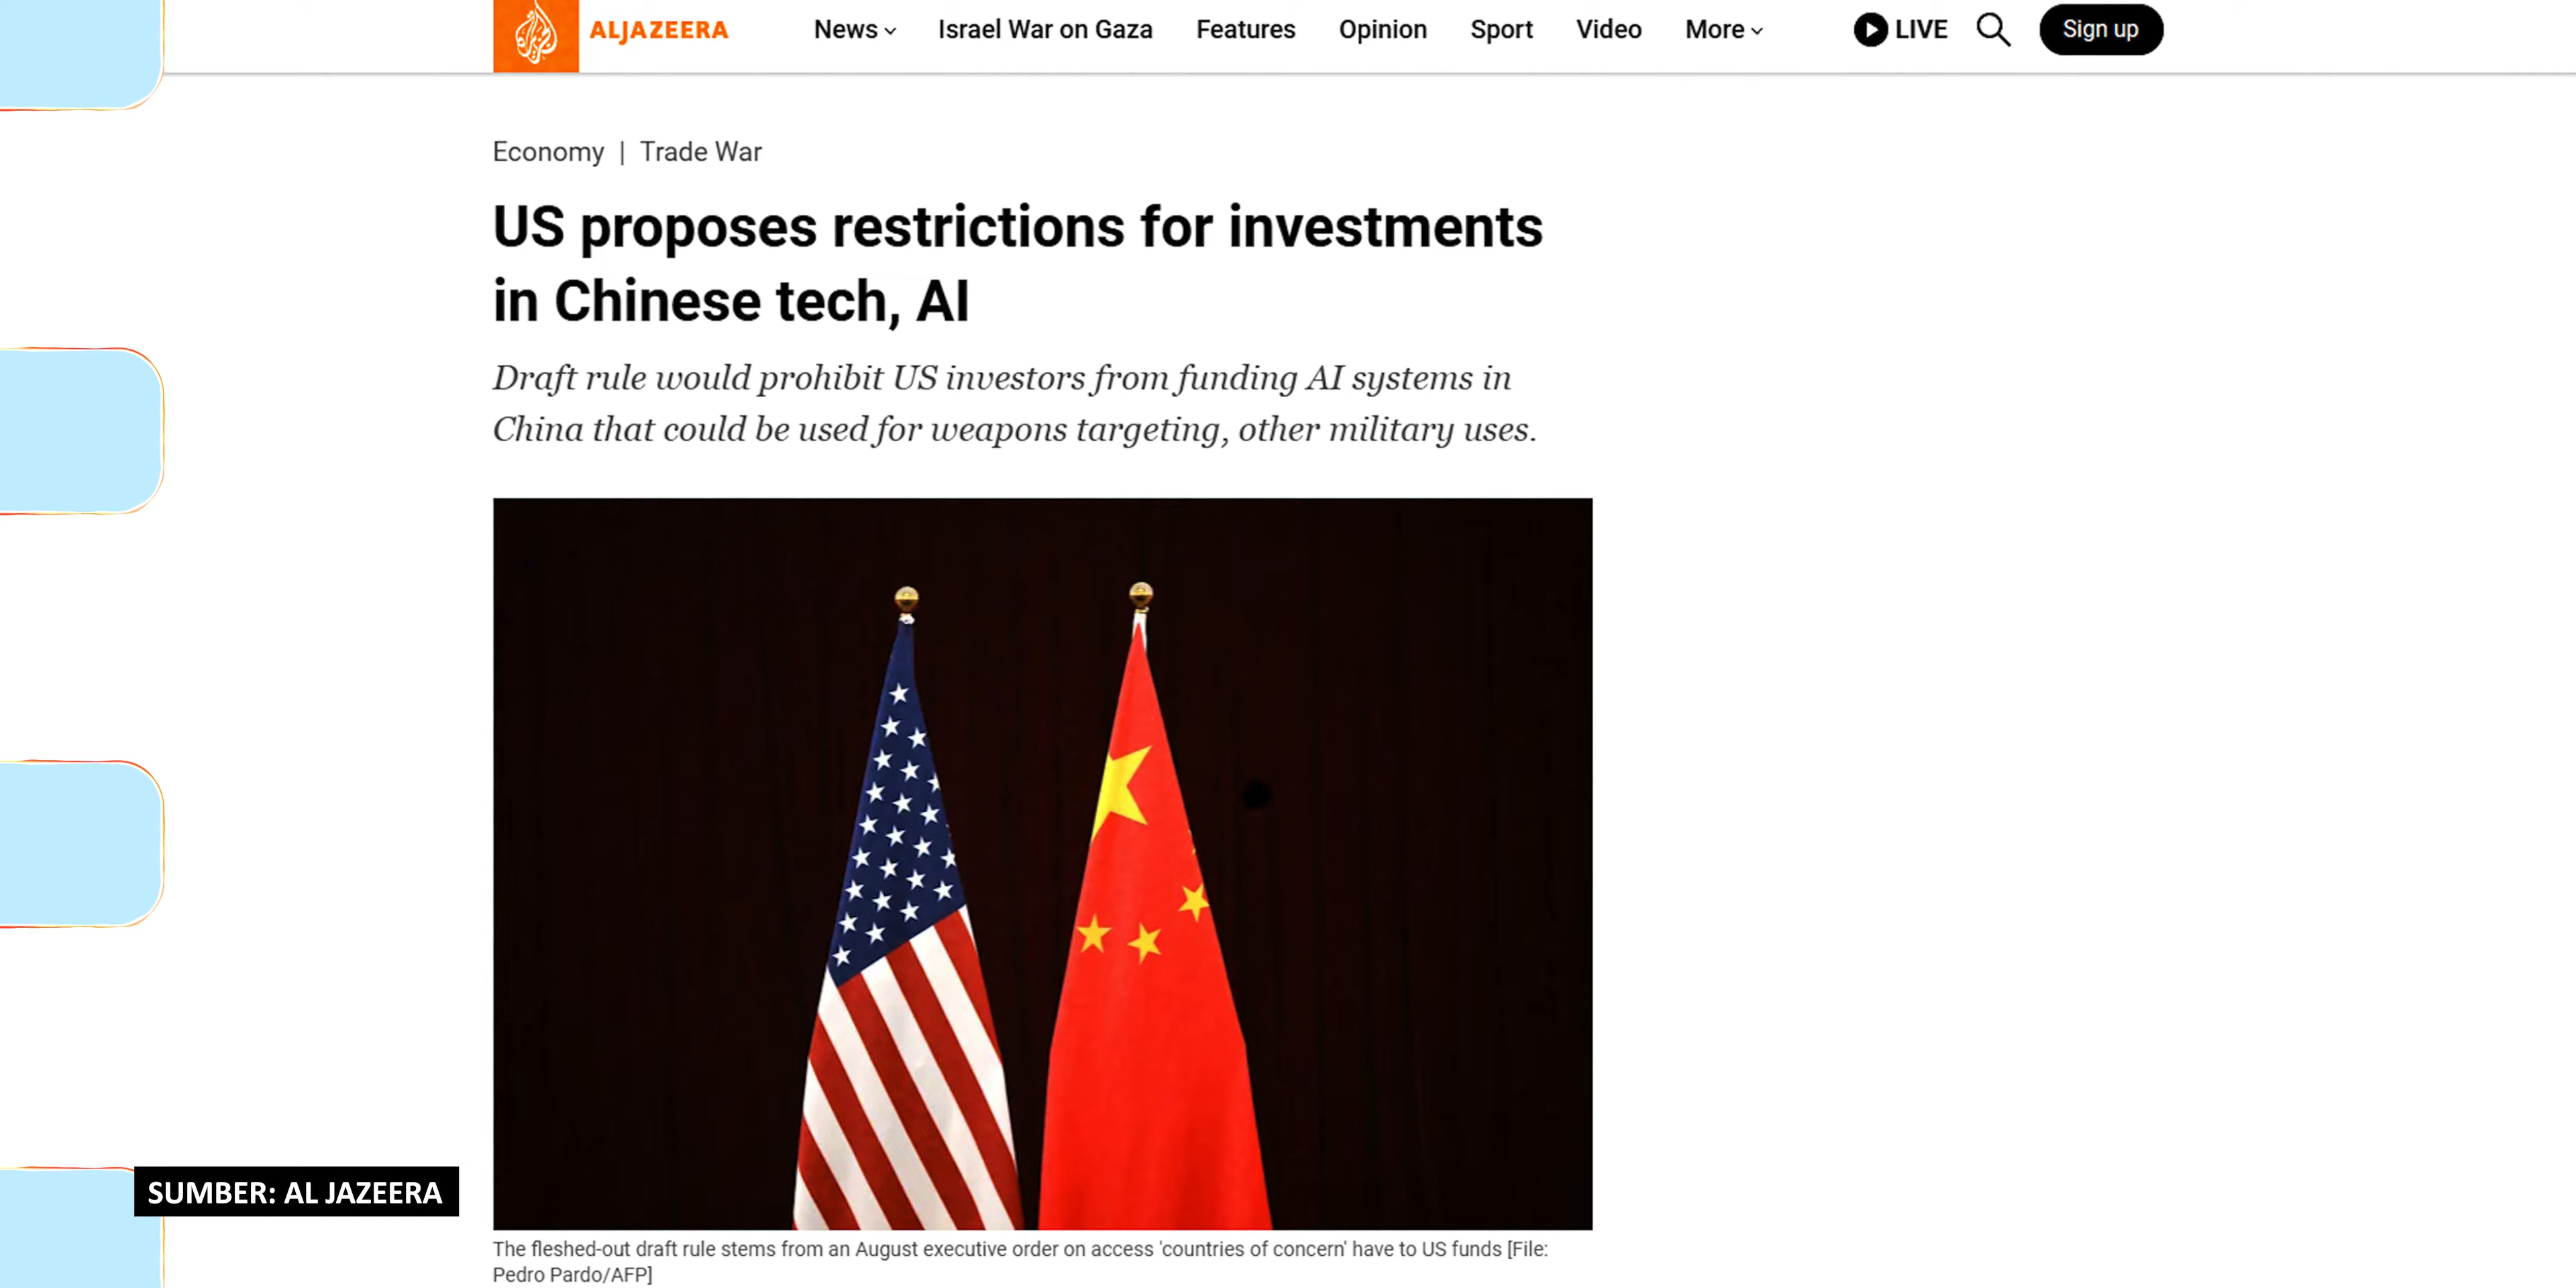 ALJAZEERA
News
Israel War on Gaza
Features
Opinion
Sport
Video
More
LIVE
Sign up
Economy | Trade War
US proposes restrictions for investments
in Chinese tech, AI
Draft rule would prohibit US investors from funding AI systems in
China that could be used for weapons targeting, other military uses.
SUMBER: AL JAZEERA
The fleshed-out draft rule stems from an August executive order on access 'countries of concern' have to US funds [File:
Pedro Pardo/AFP]